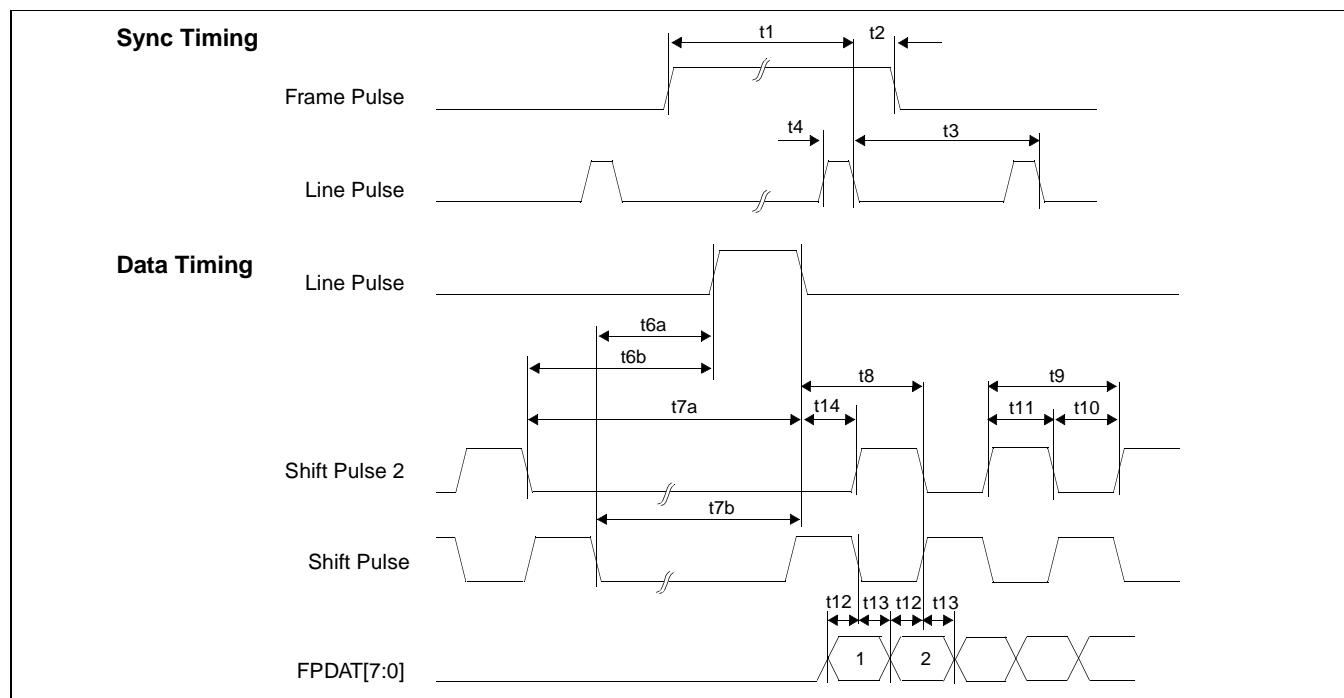 Sync Timing
t1
t2
Frame Pulse
t4
t3
Line Pulse
Data Timing
Line Pulse
t6a
t6b
t8
t9
t7a
t14
t11
t10
Shift Pulse 2
t7b
Shift Pulse
t12
t13
t12
t13
FPDAT[7:0]
1
2